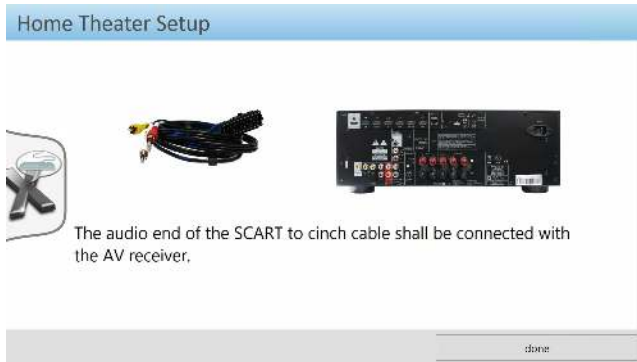 Home Theater Setup
The audio end of the SCART to cinch cable shall be connected with
the AV receiver.
done